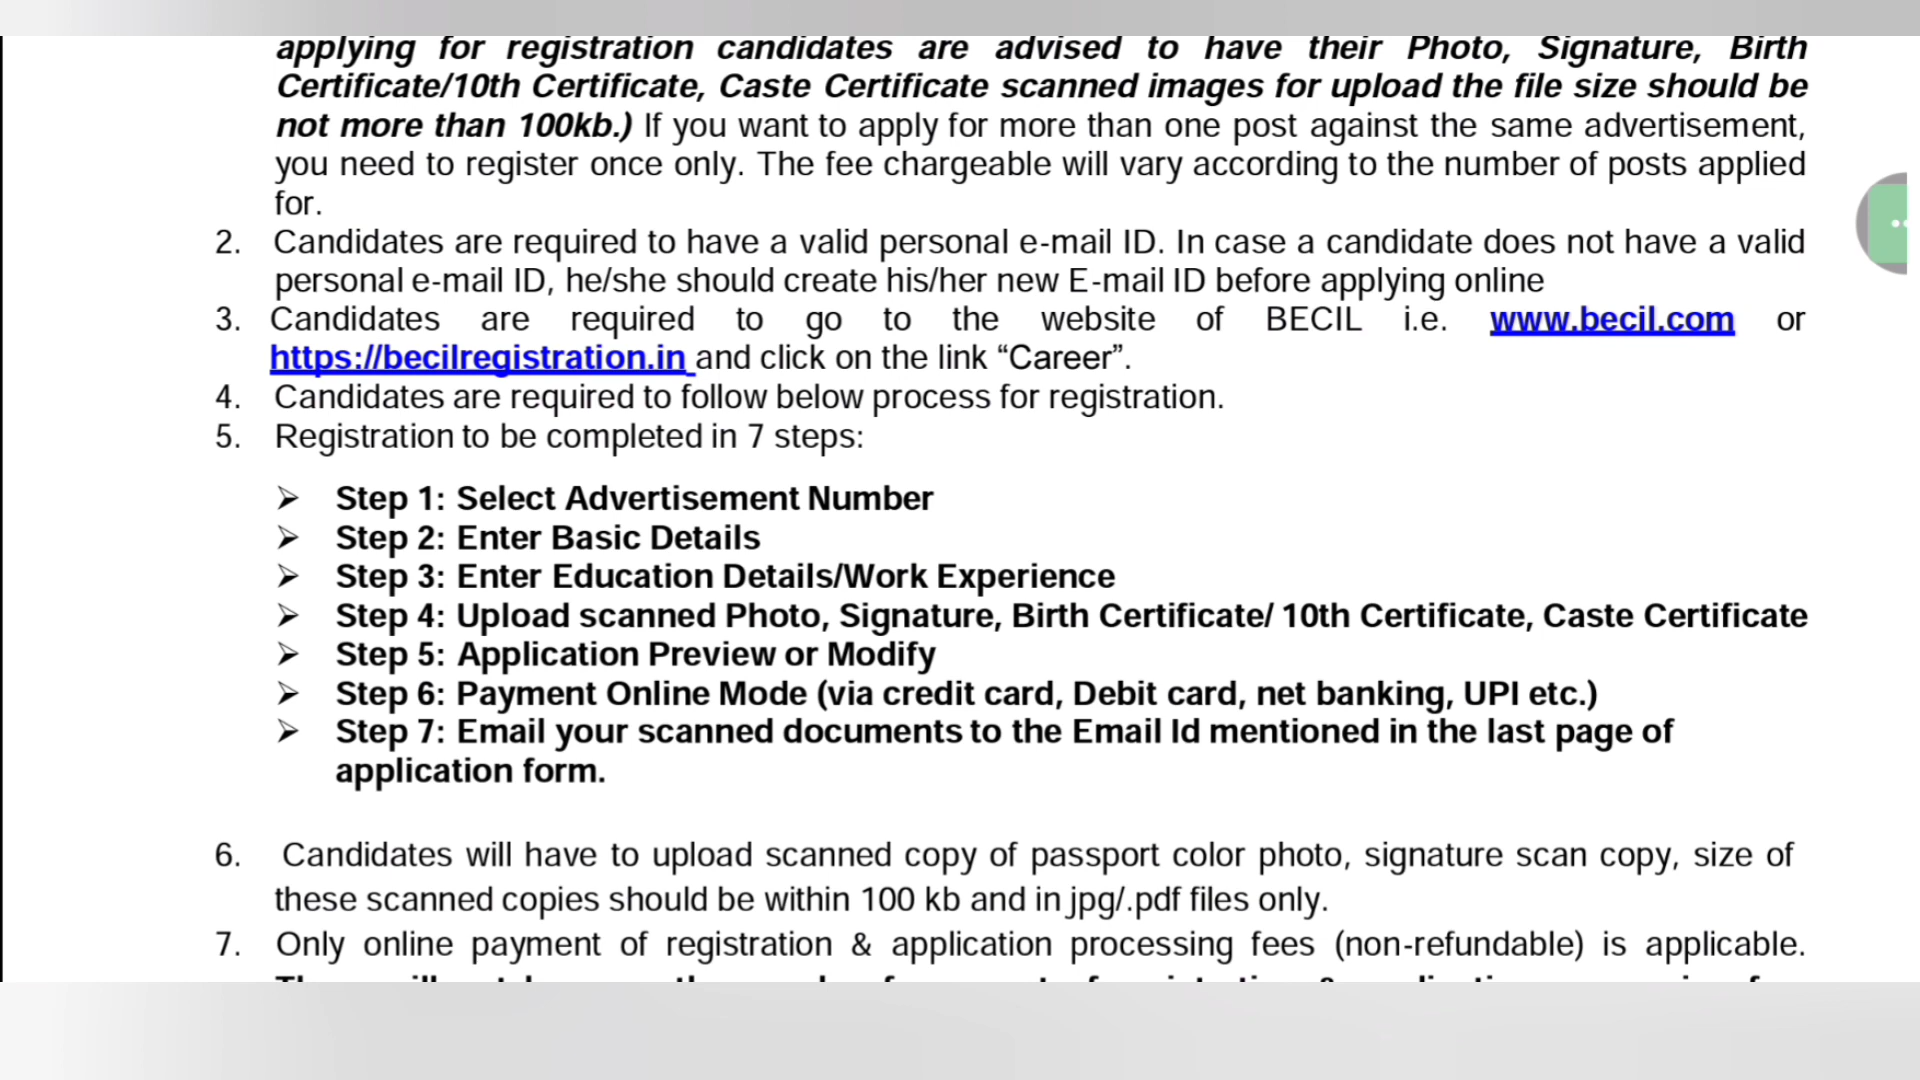 applying for registration candidates are advised to have their Photo, Signature, Birth
Certificate/10th Certificate, Caste Certificate scanned images for upload the file size should be
not more than 100kb.) If you want to apply for more than one post against the same advertisement,
you need to register once only. The fee chargeable will vary according to the number of posts applied
for.
2. Candidates are required to have a valid personal e-mail ID. In case a candidate does not have a valid
personal e-mail ID, he/she should create his/her new E-mail ID before applying online
3. Candidates are required to go to the website of BECIL i.e. www.becil.com or
https://becilregistration.in and click on the link “Career”.
4. Candidates are required to follow below process for registration.
5. Registration to be completed in 7 steps:
➢ Step 1: Select Advertisement Number
➢ Step 2: Enter Basic Details
➢ Step 3: Enter Education Details/Work Experience
➢ Step 4: Upload scanned Photo, Signature, Birth Certificate/ 10th Certificate, Caste Certificate
➢ Step 5: Application Preview or Modify
➢ Step 6: Payment Online Mode (via credit card, Debit card, net banking, UPI etc.)
➢ Step 7: Email your scanned documents to the Email Id mentioned in the last page of
application form.
6. Candidates will have to upload scanned copy of passport color photo, signature scan copy, size of
these scanned copies should be within 100 kb and in jpg/.pdf files only.
7. Only online payment of registration & application processing fees (non-refundable) is applicable.